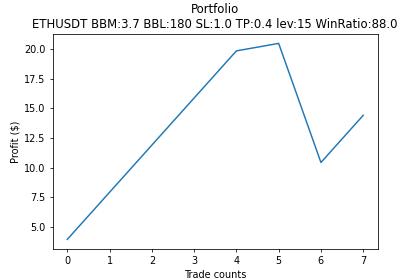 Portfolio
ETHUSDT BBM:3.7 BBL:180 SL:1.0 TP:0.4 lev:15 WinRatio:88.0
20.0
17.5
15.0
12.5
10.0
7.5
5.0
Profit ($)
0 1 2 3 4 5 6 7
Trade counts